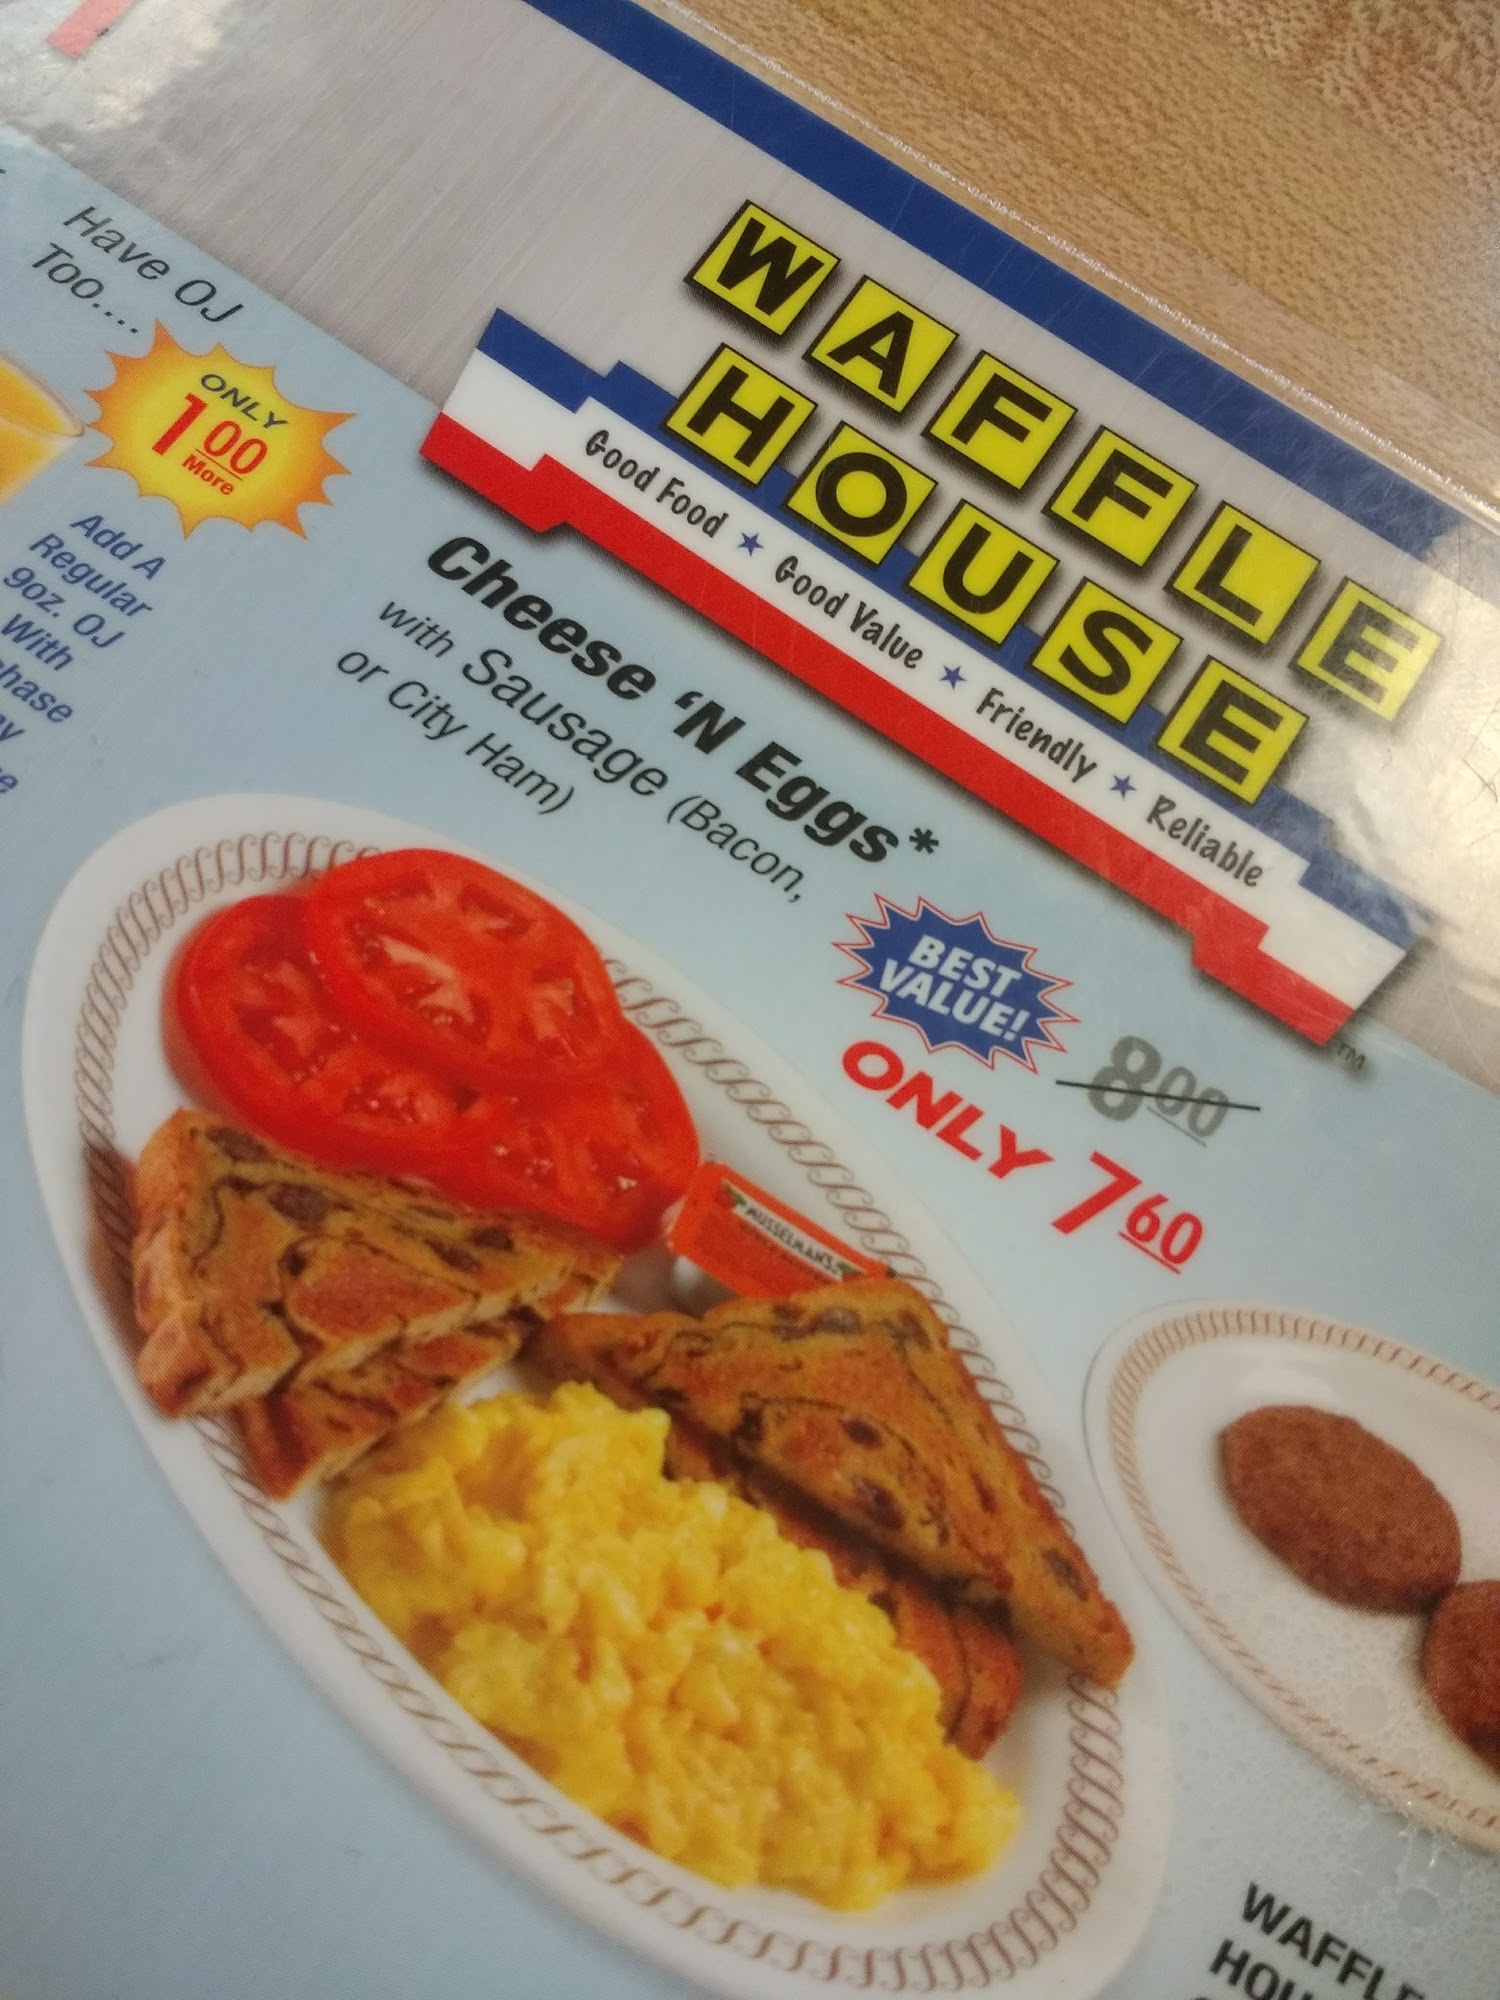 WAFFLE
HOUSE
Good Food ★ Good Value ★ Friendly ★ Reliable
TM
Have OJ
Too....
ONLY
1 00
More
Add A
Regular
9oz. OJ
With
Cheese 'N Eggs*
with Sausage (Bacon,
or City Ham)
BEST
VALUE!
8 00
ONLY 7 60
MUSSELMAN'S
WAFFLE